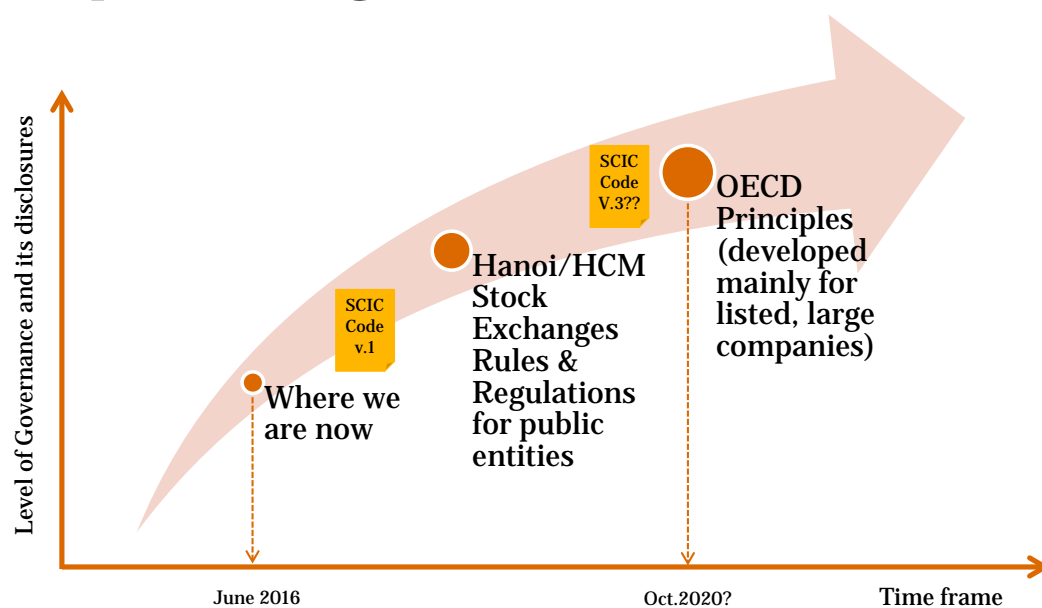 Level of Governance and its disclosures
SCIC
Code
V.3??
OECD
Principles
(developed
mainly for
listed, large
companies)
Hanoi/HCM
Stock
Exchanges
Rules &
Regulations
for public
entities
SCIC
Code
v.1
Where we
are now
June 2016
Oct.2020?
Time frame